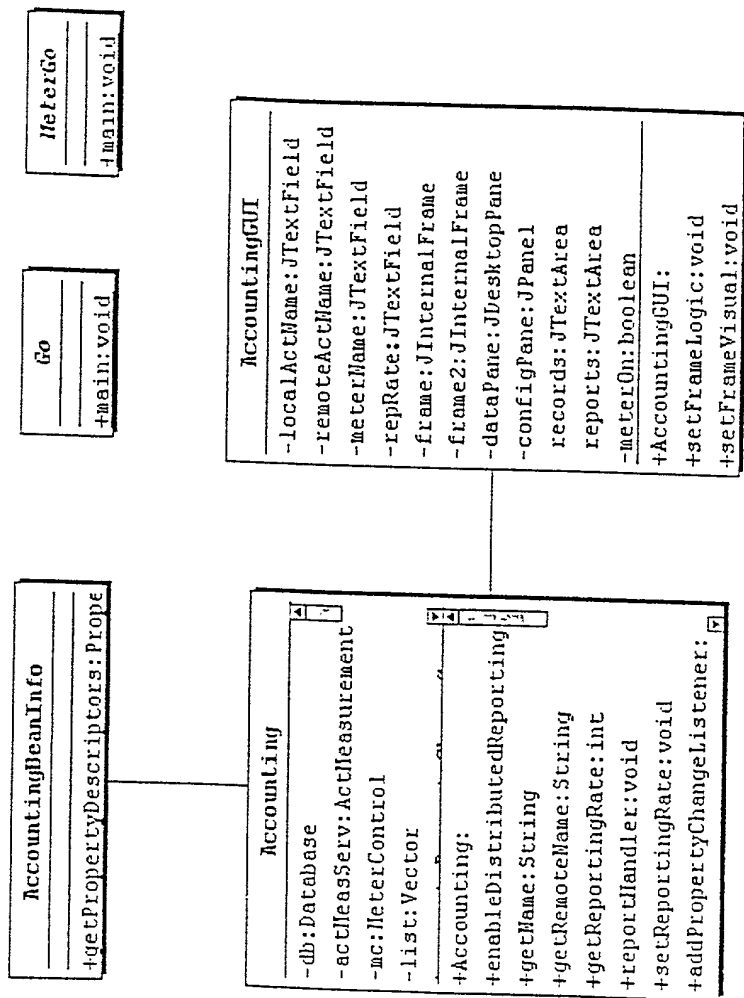 AccountingBeanInfo
+getPropertyDescriptors:Prope
Go
+main:void
MeterGo
+main:void
Accounting
-db:Database
-actMeasServ:ActMeasurement
-mc:MeterControl
-list:Vector
+Accounting:
+enableDistributedReporting
+getName:String
+getRemoteName:String
+getReportingRate:int
+reportHandler:void
+setReportingRate:void
+addPropertyChangeListener:
AccountingGUI
-localActName:JTextField
-remoteActName:JTextField
-meterName:JTextField
-repRate:JTextField
-frame:JInternalFrame
-frame2:JInternalFrame
-dataPane:JDesktopPane
-configPane:JPanel
records:JTextArea
reports:JTextArea
-meterOn:boolean
+AccountingGUI:
+setFrameLogic:void
+setFrameVisual:void